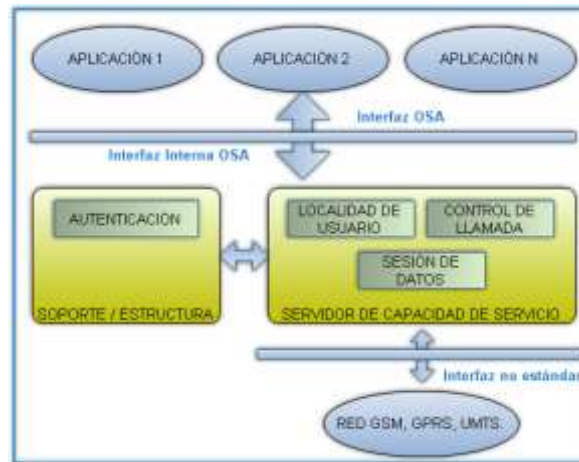 APLICACIÓN 1
APLICACIÓN 2
APLICACIÓN N
Interfaz OSA
Interfaz Interna OSA
AUTENTICACIÓN
LOCALIDAD DE
USUARIO
CONTROL DE
LLAMADA
SESIÓN DE
DATOS
SOPORTE / ESTRUCTURA
SERVIDOR DE CAPACIDAD DE SERVICIO
Interfaz no estándar
RED GSM, GPRS, UMTS.